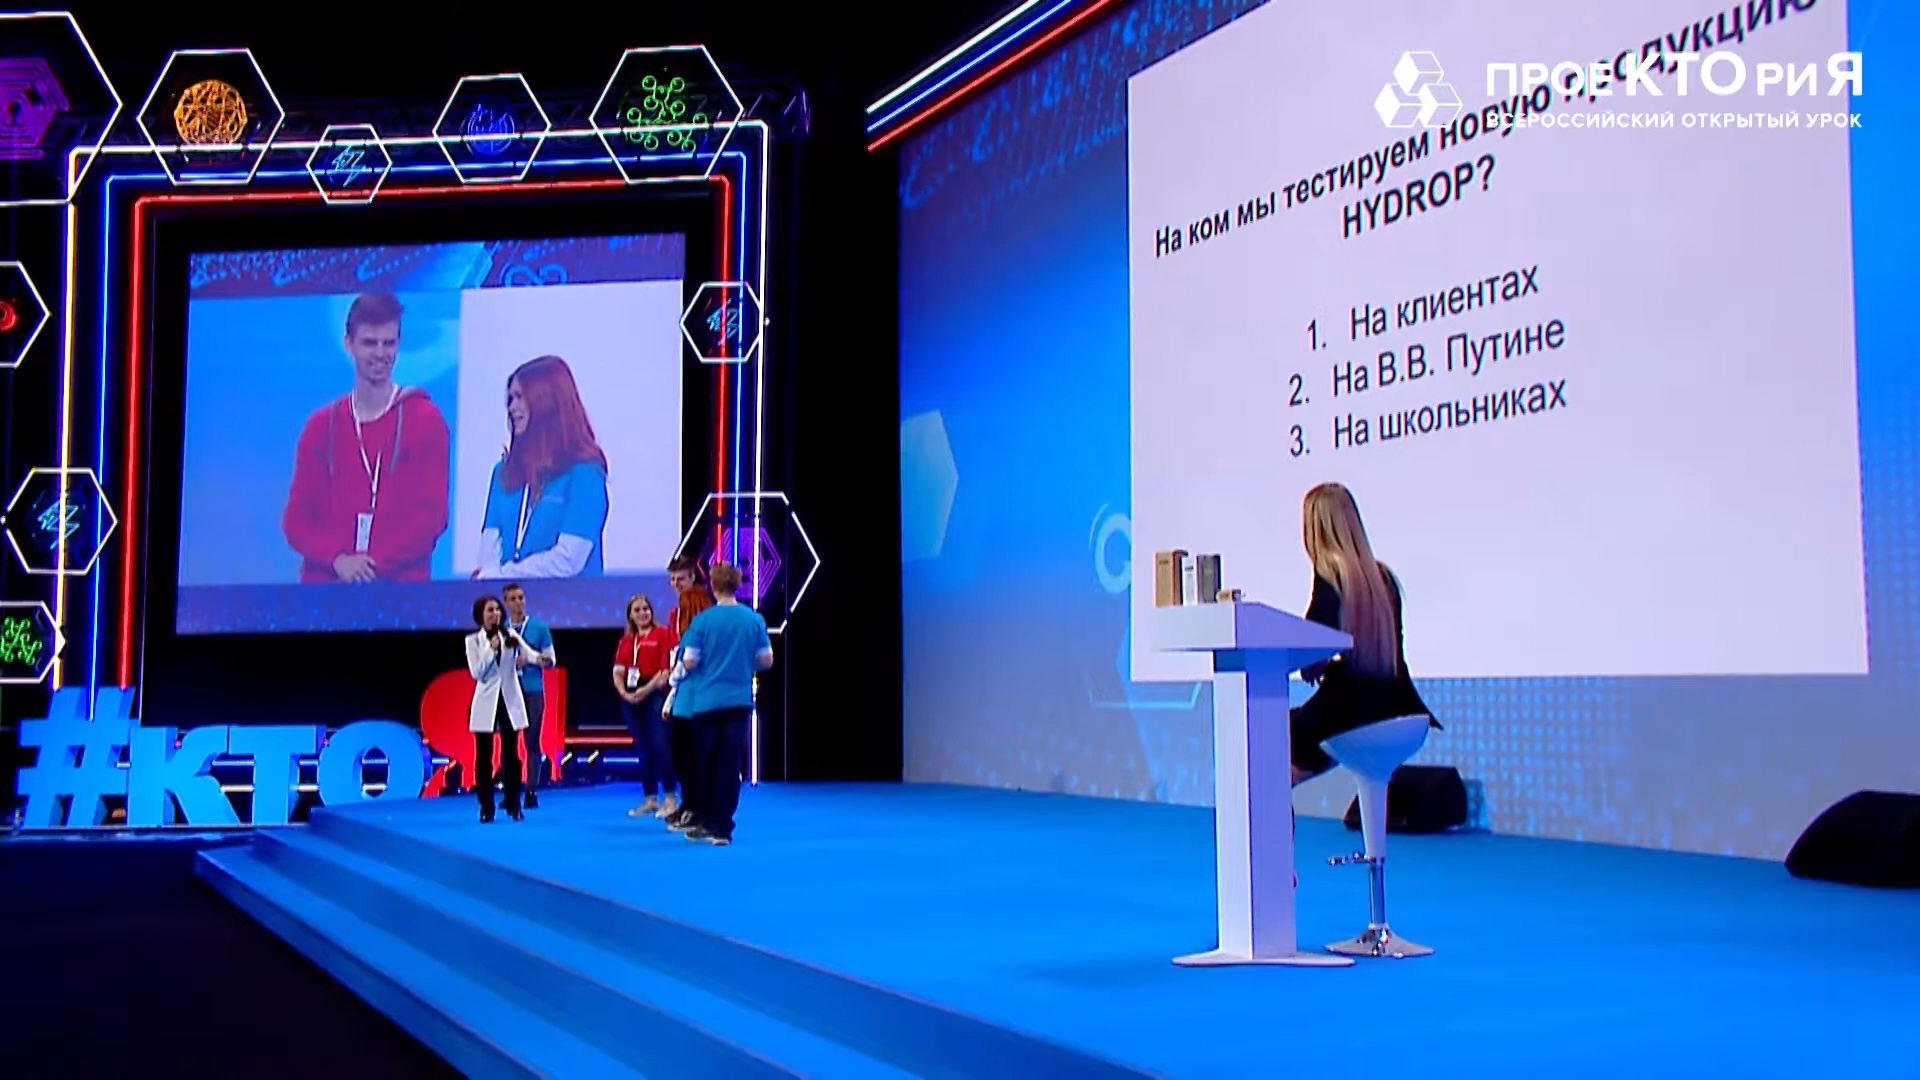 ПРОЕКТОриЯ
ВСЕРОССИЙСКИЙ ОТКРЫТЫЙ УРОК
На ком мы тестируем новую продукцию
HYDROP?
1. На клиентах
2. На В.В. Путине
3. На школьниках
#КТОЯ